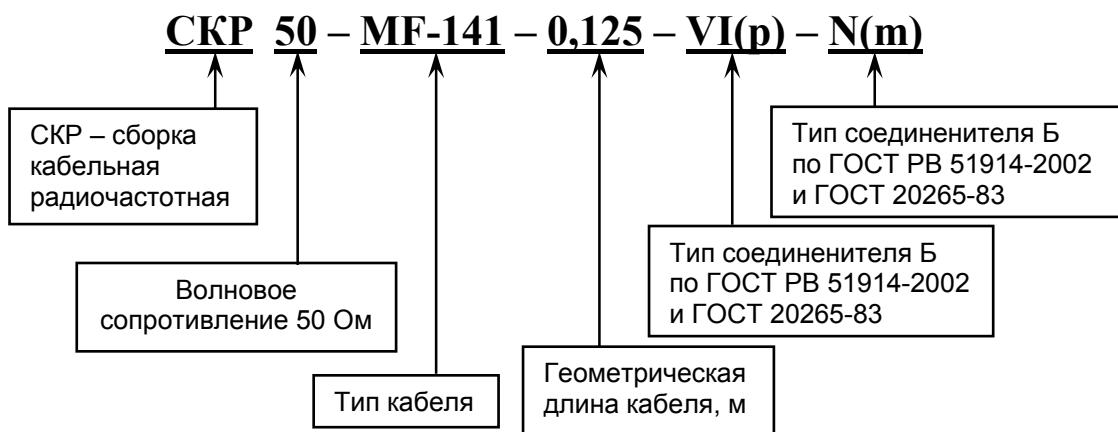 СКР 50 – MF-141 – 0,125 – VI(р) – N(m)
СКР – сборка
кабельная
радиочастотная
Тип соединенителя Б
по ГОСТ РВ 51914-2002
и ГОСТ 20265-83
Тип соединенителя Б
по ГОСТ РВ 51914-2002
и ГОСТ 20265-83
Волновое
сопротивление 50 Ом
Геометрическая
длина кабеля, м
Тип кабеля